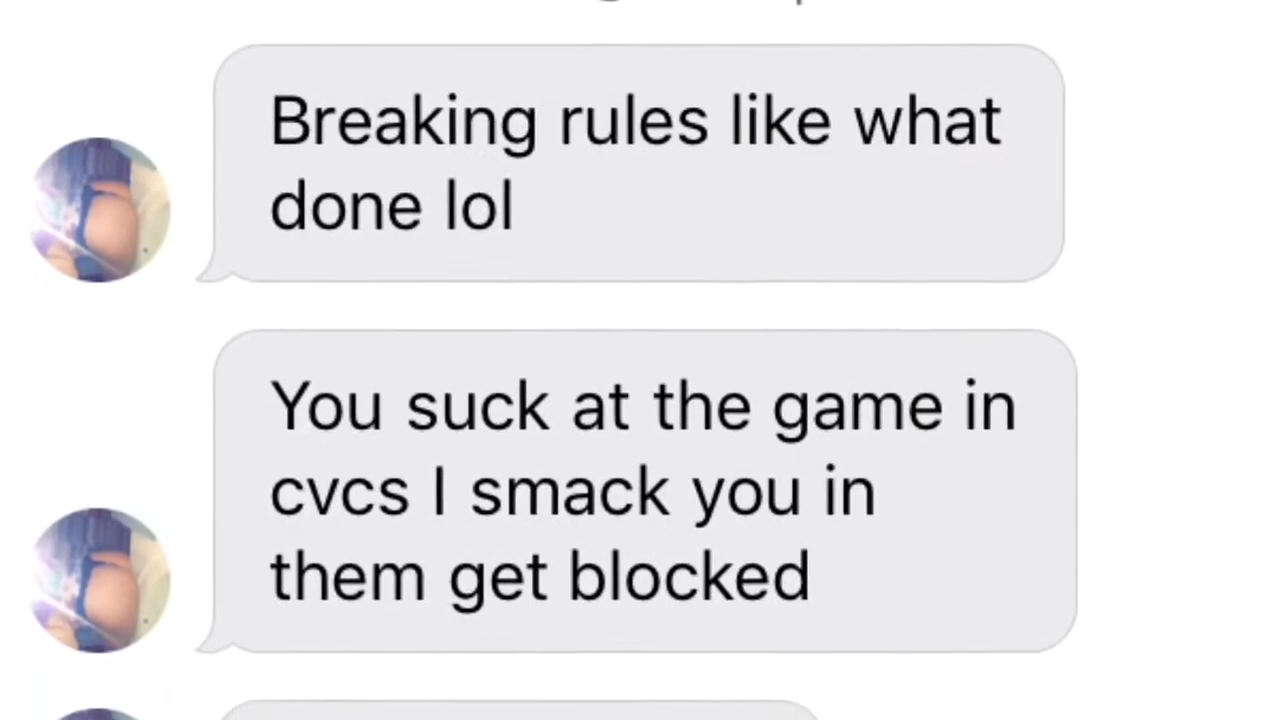 Breaking rules like what
done lol
You suck at the game in
cvcs I smack you in
them get blocked